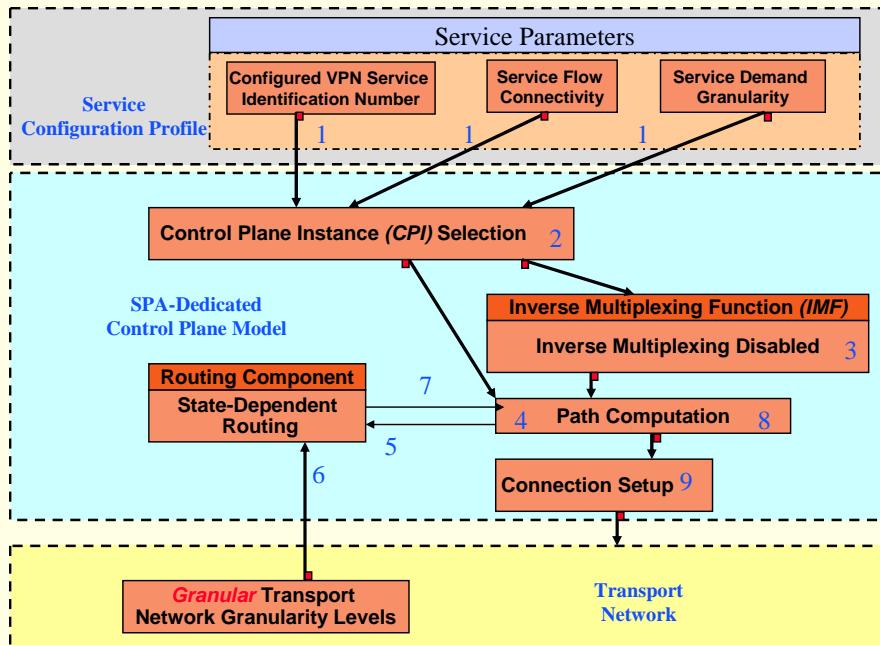 Service Parameters
Configured VPN Service
Identification Number
Service Flow
Connectivity
Service Demand
Granularity
Service
Configuration Profile
1
1
1
Control Plane Instance (CPI) Selection
2
SPA-Dedicated
Control Plane Model
Inverse Multiplexing Function (IMF)
Inverse Multiplexing Disabled
3
Routing Component
State-Dependent
Routing
7
5
4
Path Computation
8
6
Connection Setup
9
Granular Transport
Network Granularity Levels
Transport
Network